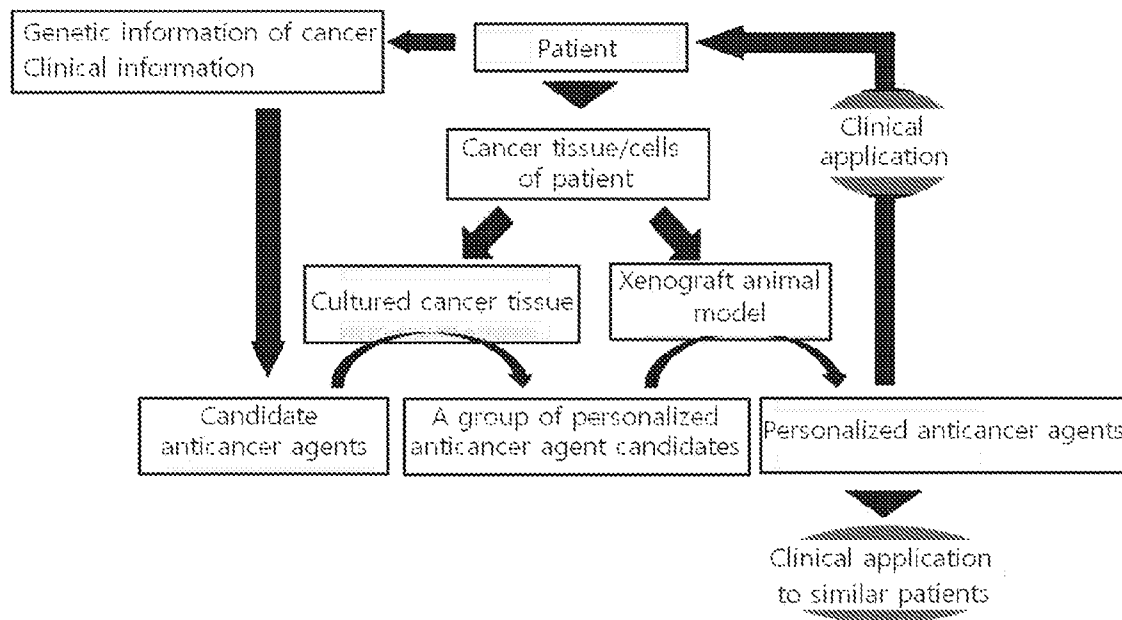 Genetic information of cancer
Clinical information
Patient
Clinical
application
Cancer tissue/cells
of patient
Cultured cancer tissue
Xenograft animal
model
Candidate
anticancer agents
A group of personalized
anticancer agent candidates
Personalized anticancer agents
Clinical application
to similar patients